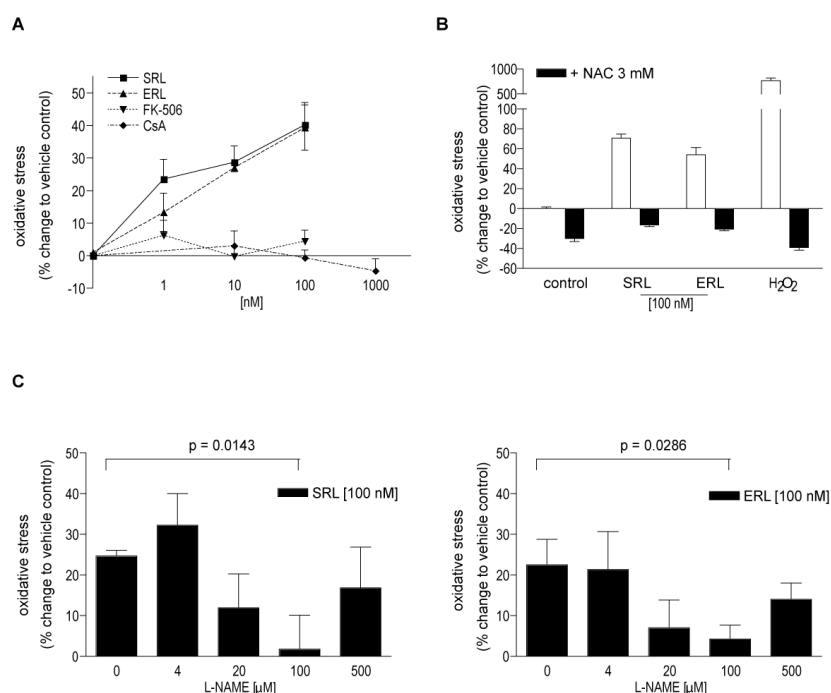 A
SRL
ERL
FK-506
CsA
oxidative stress
(% change to vehicle control)
50
40
30
20
10
0
-10
1 10 100 1000
[nM]
B
+ NAC 3 mM
oxidative stress
(% change to vehicle control)
1000
500
100
80
60
40
20
0
-20
-40
-60
control SRL ERL H2O2
[100 nM]
C
p = 0.0143
SRL [100 nM]
oxidative stress
(% change to vehicle control)
50
40
30
20
10
0
0 4 20 100 500
L-NAME [µM]
p = 0.0286
ERL [100 nM]
oxidative stress
(% change to vehicle control)
50
40
30
20
10
0
0 4 20 100 500
L-NAME [µM]